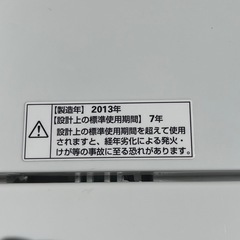 【製造年】2013年
【設計上の標準使用期間】7年
設計上の標準使用期間を超えて使用
されますと、経年劣化による発火・
けが等の事故に至る恐れがあります。